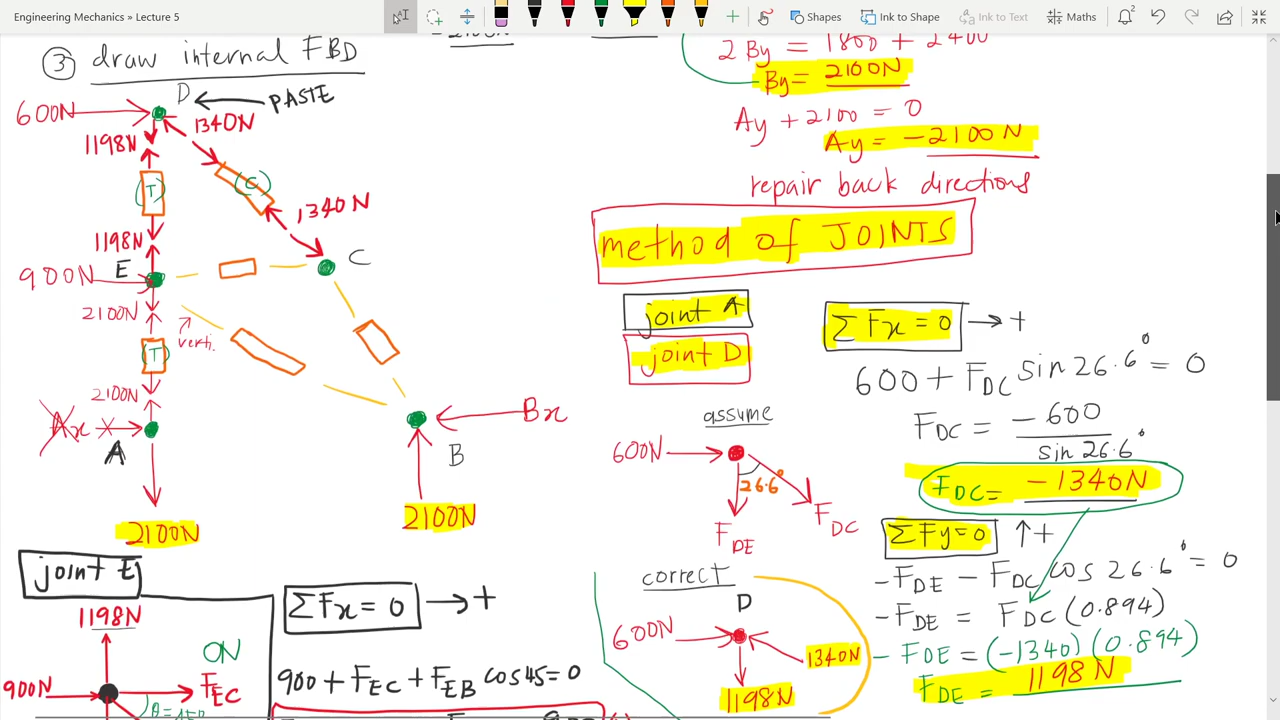 Engineering Mechanics » Lecture 5
Shapes
Ink to Shape
Ink to Text
Maths
③ draw internal FBD
600N
D
PASTE
1198N
1340N
(T)
(C)
1340N
1198N
900N
E
C
2100N
verti.
(T)
2100N
Ax
A
Bx
B
2100N
2100N
joint E
1198N
ON
900N
FEC
ΣFx = 0 → +
900 + FEC + FEB cos45 = 0
2 By = 1800 + 2400
By = 2100N
Ay + 2100 = 0
Ay = -2100N
repair back directions
method of JOINTS
joint A
joint D
assume
600N
26.6°
FDE
FDC
correct
D
600N
1340N
1198N
ΣFx = 0 → +
600 + FDC sin 26.6° = 0
FDC = -600
sin 26.6°
FDC = -1340N
ΣFy = 0 ↑ +
-FDE - FDC cos 26.6° = 0
-FDE = FDC (0.894)
-FDE = (-1340)(0.894)
FDE = 1198 N